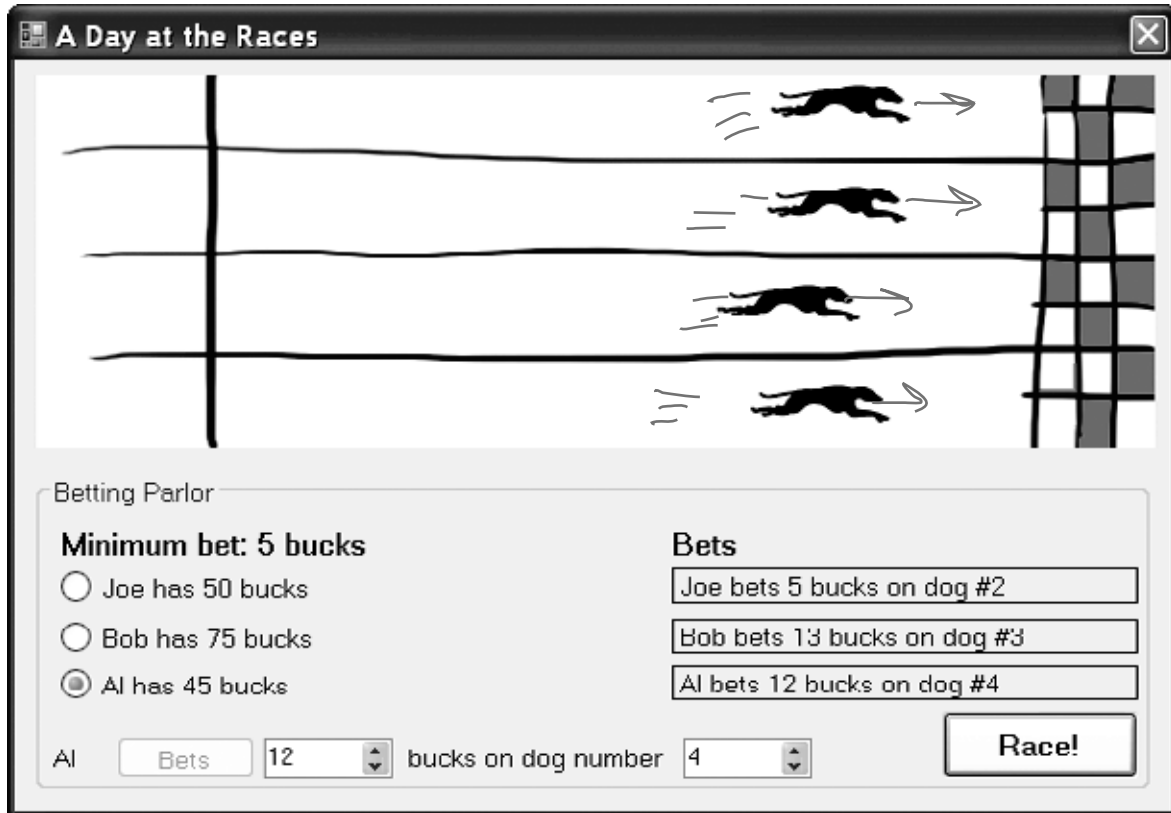 A Day at the Races
Betting Parlor
Minimum bet: 5 bucks
Joe has 50 bucks
Bob has 75 bucks
Al has 45 bucks
Bets
Joe bets 5 bucks on dog #2
Bob bets 13 bucks on dog #3
Al bets 12 bucks on dog #4
Al Bets 12 bucks on dog number 4
Race!